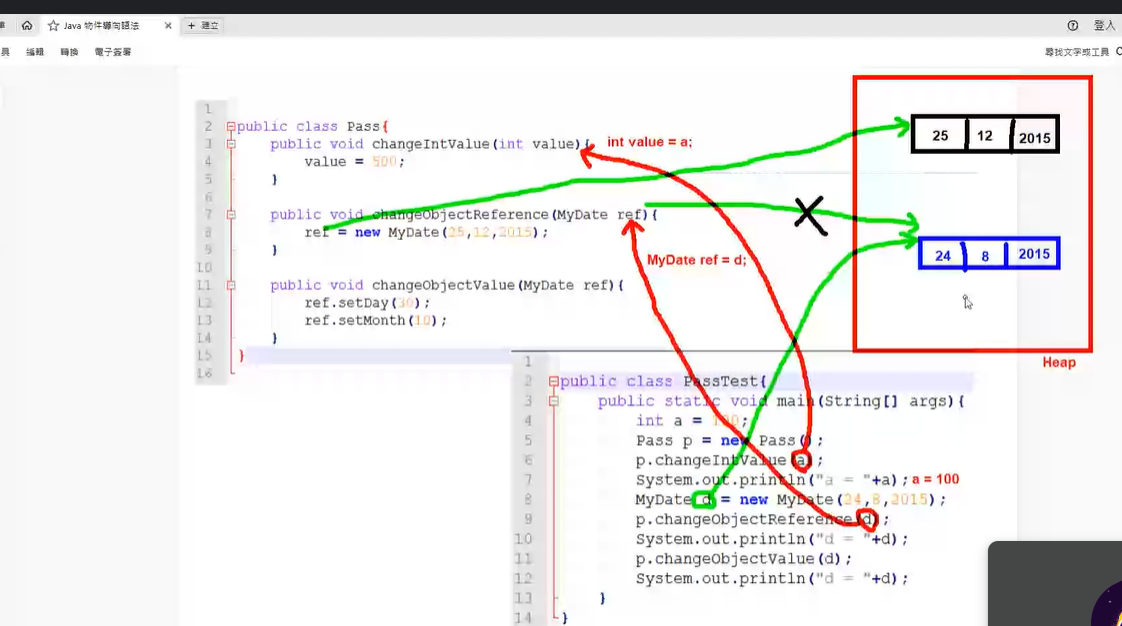 Java 物件導向語法 × + 建立 登入
具 編輯 轉換 電子簽署 尋找文字或工具
1
2 public class Pass{
3 public void changeIntValue(int value){ int value = a;
4 value = 500;
5 }
6
7 public void changeObjectReference(MyDate ref){
8 ref = new MyDate(25,12,2015);
9 }
10
11 public void changeObjectValue(MyDate ref){
12 ref.setDay(30);
13 ref.setMonth(10);
14 }
15 }
16
25 12 2015
24 8 2015
MyDate ref = d;
Heap
1
2 public class PassTest{
3 public static void main(String[] args){
4 int a = 100;
5 Pass p = new Pass();
6 p.changeIntValue(a);
7 System.out.println("a = "+a); a = 100
8 MyDate d = new MyDate(24,8,2015);
9 p.changeObjectReference(d);
10 System.out.println("d = "+d);
11 p.changeObjectValue(d);
12 System.out.println("d = "+d);
13 }
14 }